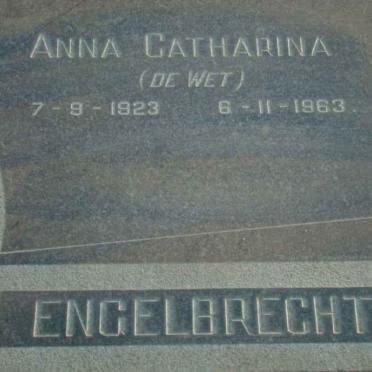 ANNA CATHARINA
(DE WET)
7-9-1923 6-11-1963.
ENGELBRECHT